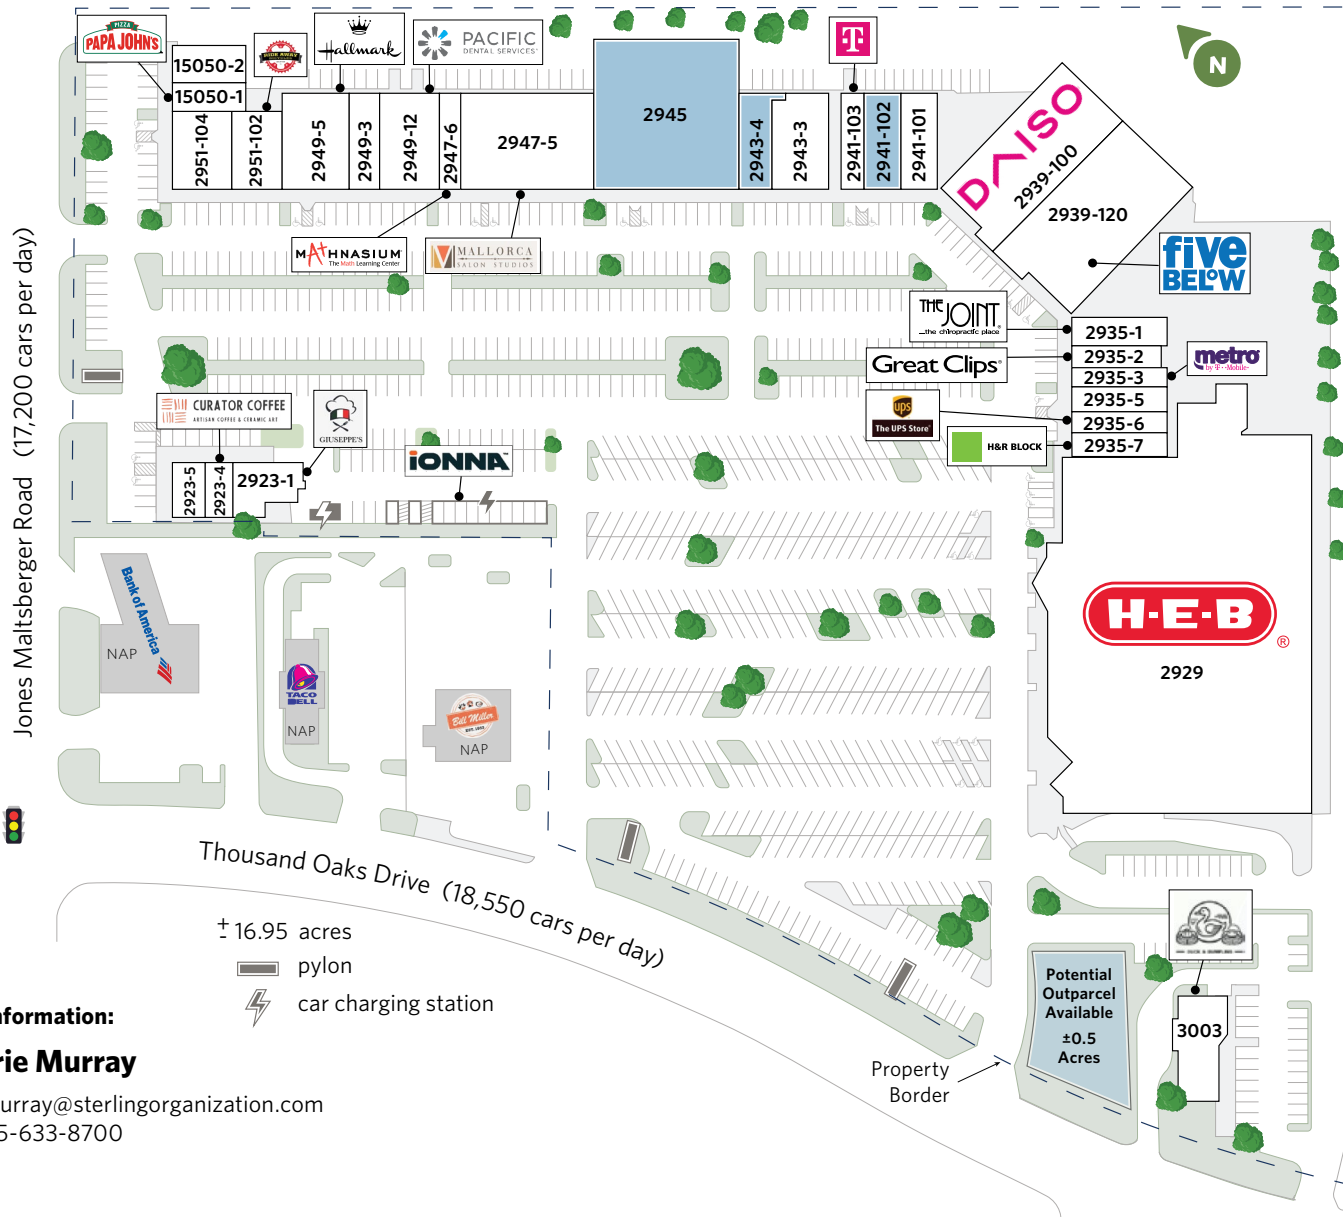 PIZZA
PAPA JOHN'S
15050-2
15050-1
RIDE AWAY
Hallmark
PACIFIC
DENTAL SERVICES
T
N
2951-104
2951-102
2949-5
2949-3
2949-12
2947-6
2947-5
2945
2943-4
2943-3
2941-103
2941-102
2941-101
DAISO
2939-100
2939-120
five
BELOW
MATHNASIUM
The Math Learning Center
MALLORCA
SALON STUDIOS
THE
JOINT
...the chiropractic place
Great Clips
metro
by T-Mobile
ups
The UPS Store
H&R BLOCK
2935-1
2935-2
2935-3
2935-5
2935-6
2935-7
CURATOR COFFEE
ARTISAN COFFEE & CERAMIC ART
GIUSEPPE'S
iONNA™
2923-5
2923-4
2923-1
H-E-B®
2929
Jones Maltsberger Road (17,200 cars per day)
Bank of America
NAP
TACO
BELL
NAP
Bill Miller
NAP
Thousand Oaks Drive (18,550 cars per day)
± 16.95 acres
pylon
car charging station
Potential
Outparcel
Available
±0.5
Acres
3003
Property
Border
nformation:
rie Murray
urray@sterlingorganization.com
5-633-8700